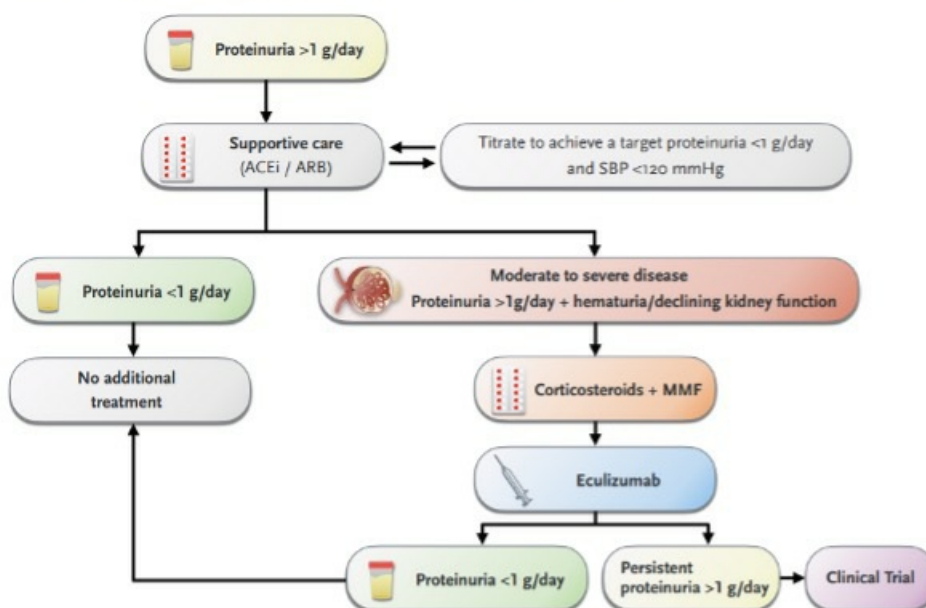 Proteinuria >1 g/day
Supportive care
(ACEi / ARB)
Titrate to achieve a target proteinuria <1 g/day
and SBP <120 mmHg
Proteinuria <1 g/day
Moderate to severe disease
Proteinuria >1g/day + hematuria/declining kidney function
No additional
treatment
Corticosteroids + MMF
Eculizumab
Proteinuria <1 g/day
Persistent
proteinuria >1 g/day
Clinical Trial